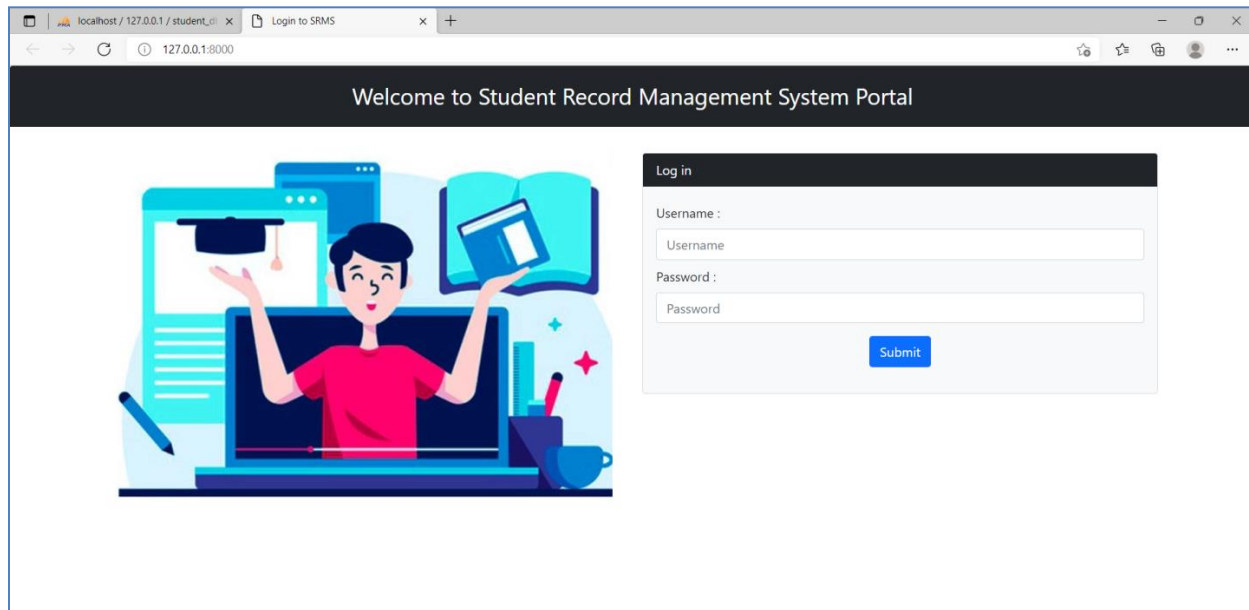 localhost / 127.0.0.1 / student_d
Login to SRMS
127.0.0.1:8000
Welcome to Student Record Management System Portal
Log in
Username :
Username
Password :
Password
Submit